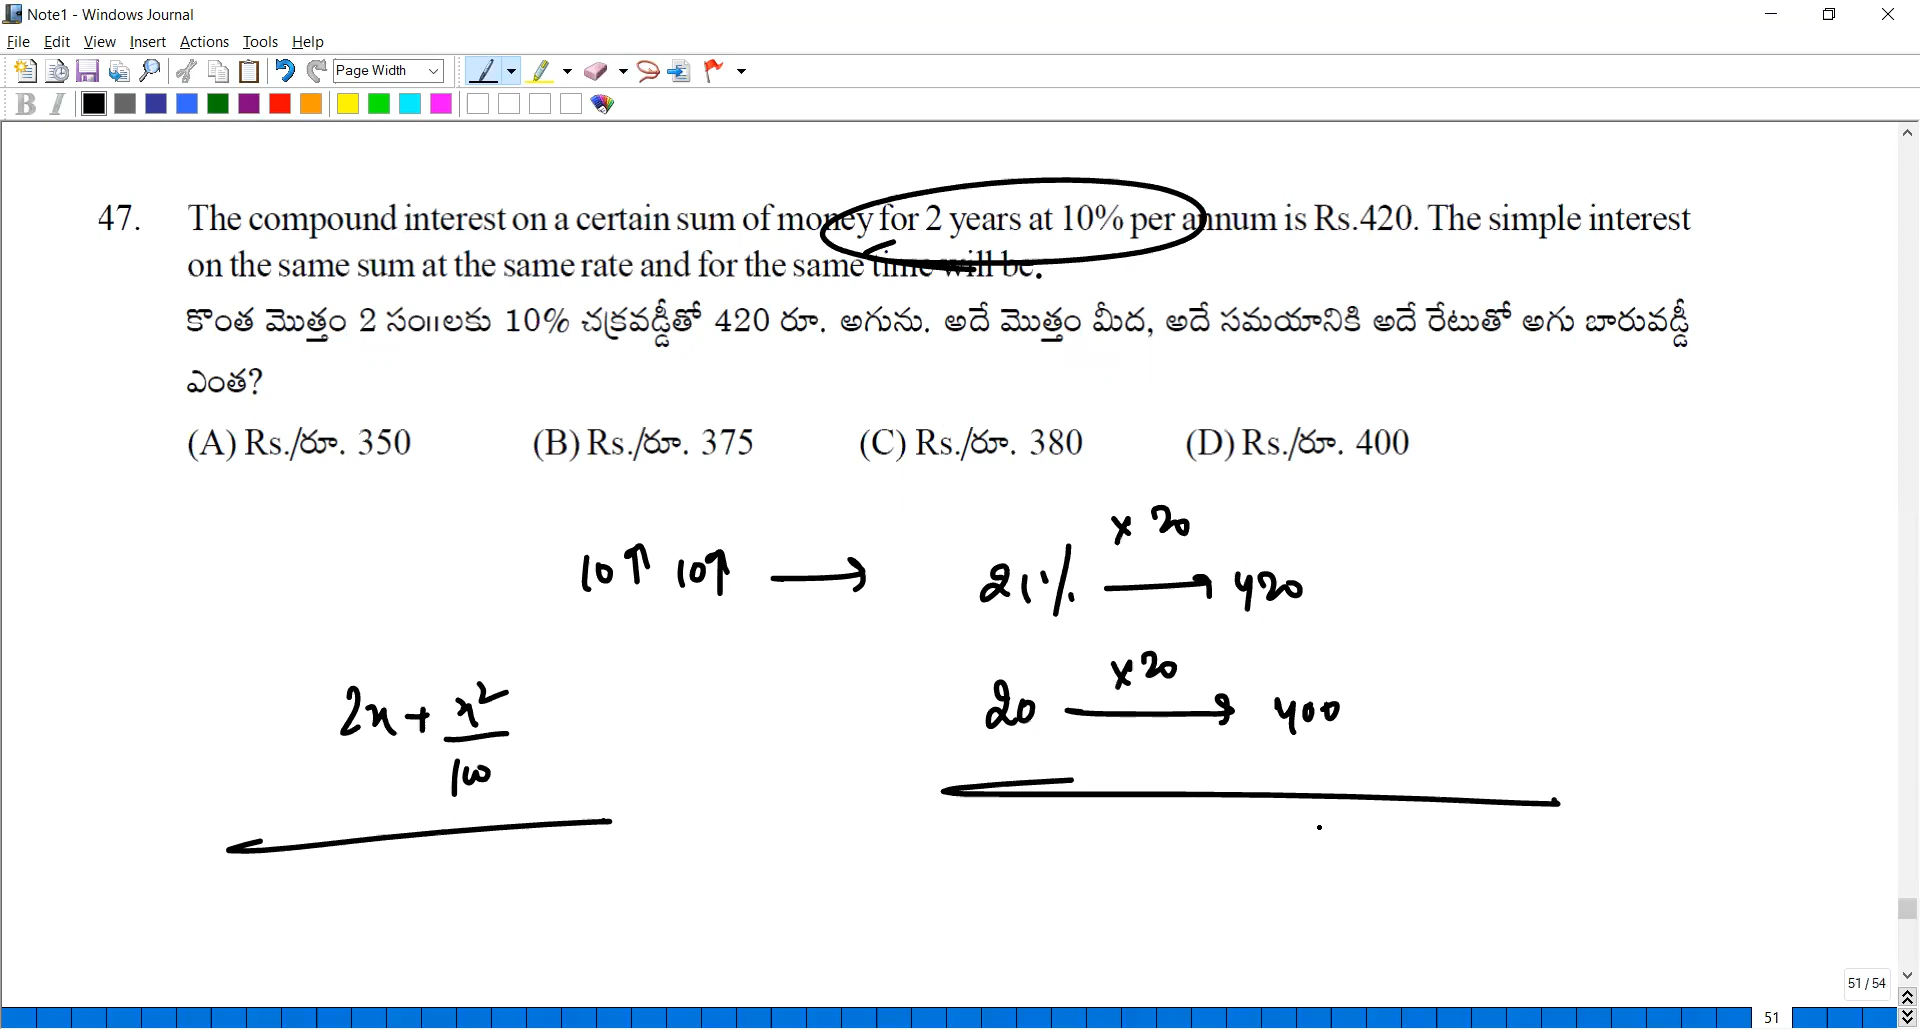 Note1 - Windows Journal
File Edit View Insert Actions Tools Help
Page Width
B I
47. The compound interest on a certain sum of money for 2 years at 10% per annum is Rs.420. The simple interest
on the same sum at the same rate and for the same time will be.
కొంత మొత్తం 2 సం॥లకు 10% చక్రవడ్డీతో 420 రూ. అగును. అదే మొత్తం మీద, అదే సమయానికి అదే రేటుతో అగు బారువడ్డీ
ఎంత?
(A) Rs./రూ. 350 (B) Rs./రూ. 375 (C) Rs./రూ. 380 (D) Rs./రూ. 400
× 20
10↑ 10↑ → 21% → 420
×20
2x + x²/100 20 → 400
51 / 54
51